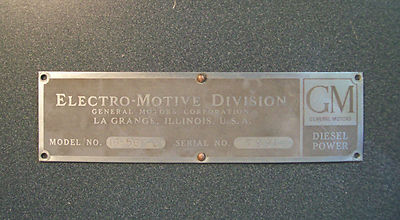 ELECTRO-MOTIVE DIVISION
GENERAL MOTORS CORPORATION
LA GRANGE, ILLINOIS, U.S.A.
MODEL NO. SERIAL NO.
GM
GENERAL MOTORS
DIESEL
POWER